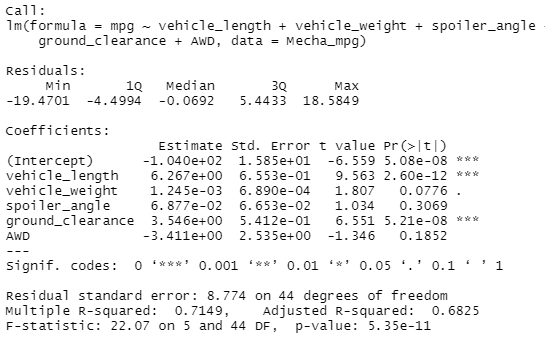 Call:
lm(formula = mpg ~ vehicle_length + vehicle_weight + spoiler_angle
    ground_clearance + AWD, data = Mecha_mpg)

Residuals:
     Min       1Q   Median       3Q      Max
-19.4701  -4.4994  -0.0692   5.4433  18.5849

Coefficients:
                   Estimate Std. Error t value Pr(>|t|)
(Intercept)      -1.040e+02  1.585e+01  -6.559 5.08e-08 ***
vehicle_length    6.267e+00  6.553e-01   9.563 2.60e-12 ***
vehicle_weight    1.245e-03  6.890e-04   1.807   0.0776 .
spoiler_angle     6.877e-02  6.653e-02   1.034   0.3069
ground_clearance  3.546e+00  5.412e-01   6.551 5.21e-08 ***
AWD              -3.411e+00  2.535e+00  -1.346   0.1852
---
Signif. codes:  0 ‘***’ 0.001 ‘**’ 0.01 ‘*’ 0.05 ‘.’ 0.1 ‘ ’ 1

Residual standard error: 8.774 on 44 degrees of freedom
Multiple R-squared:  0.7149,    Adjusted R-squared:  0.6825
F-statistic: 22.07 on 5 and 44 DF,  p-value: 5.35e-11